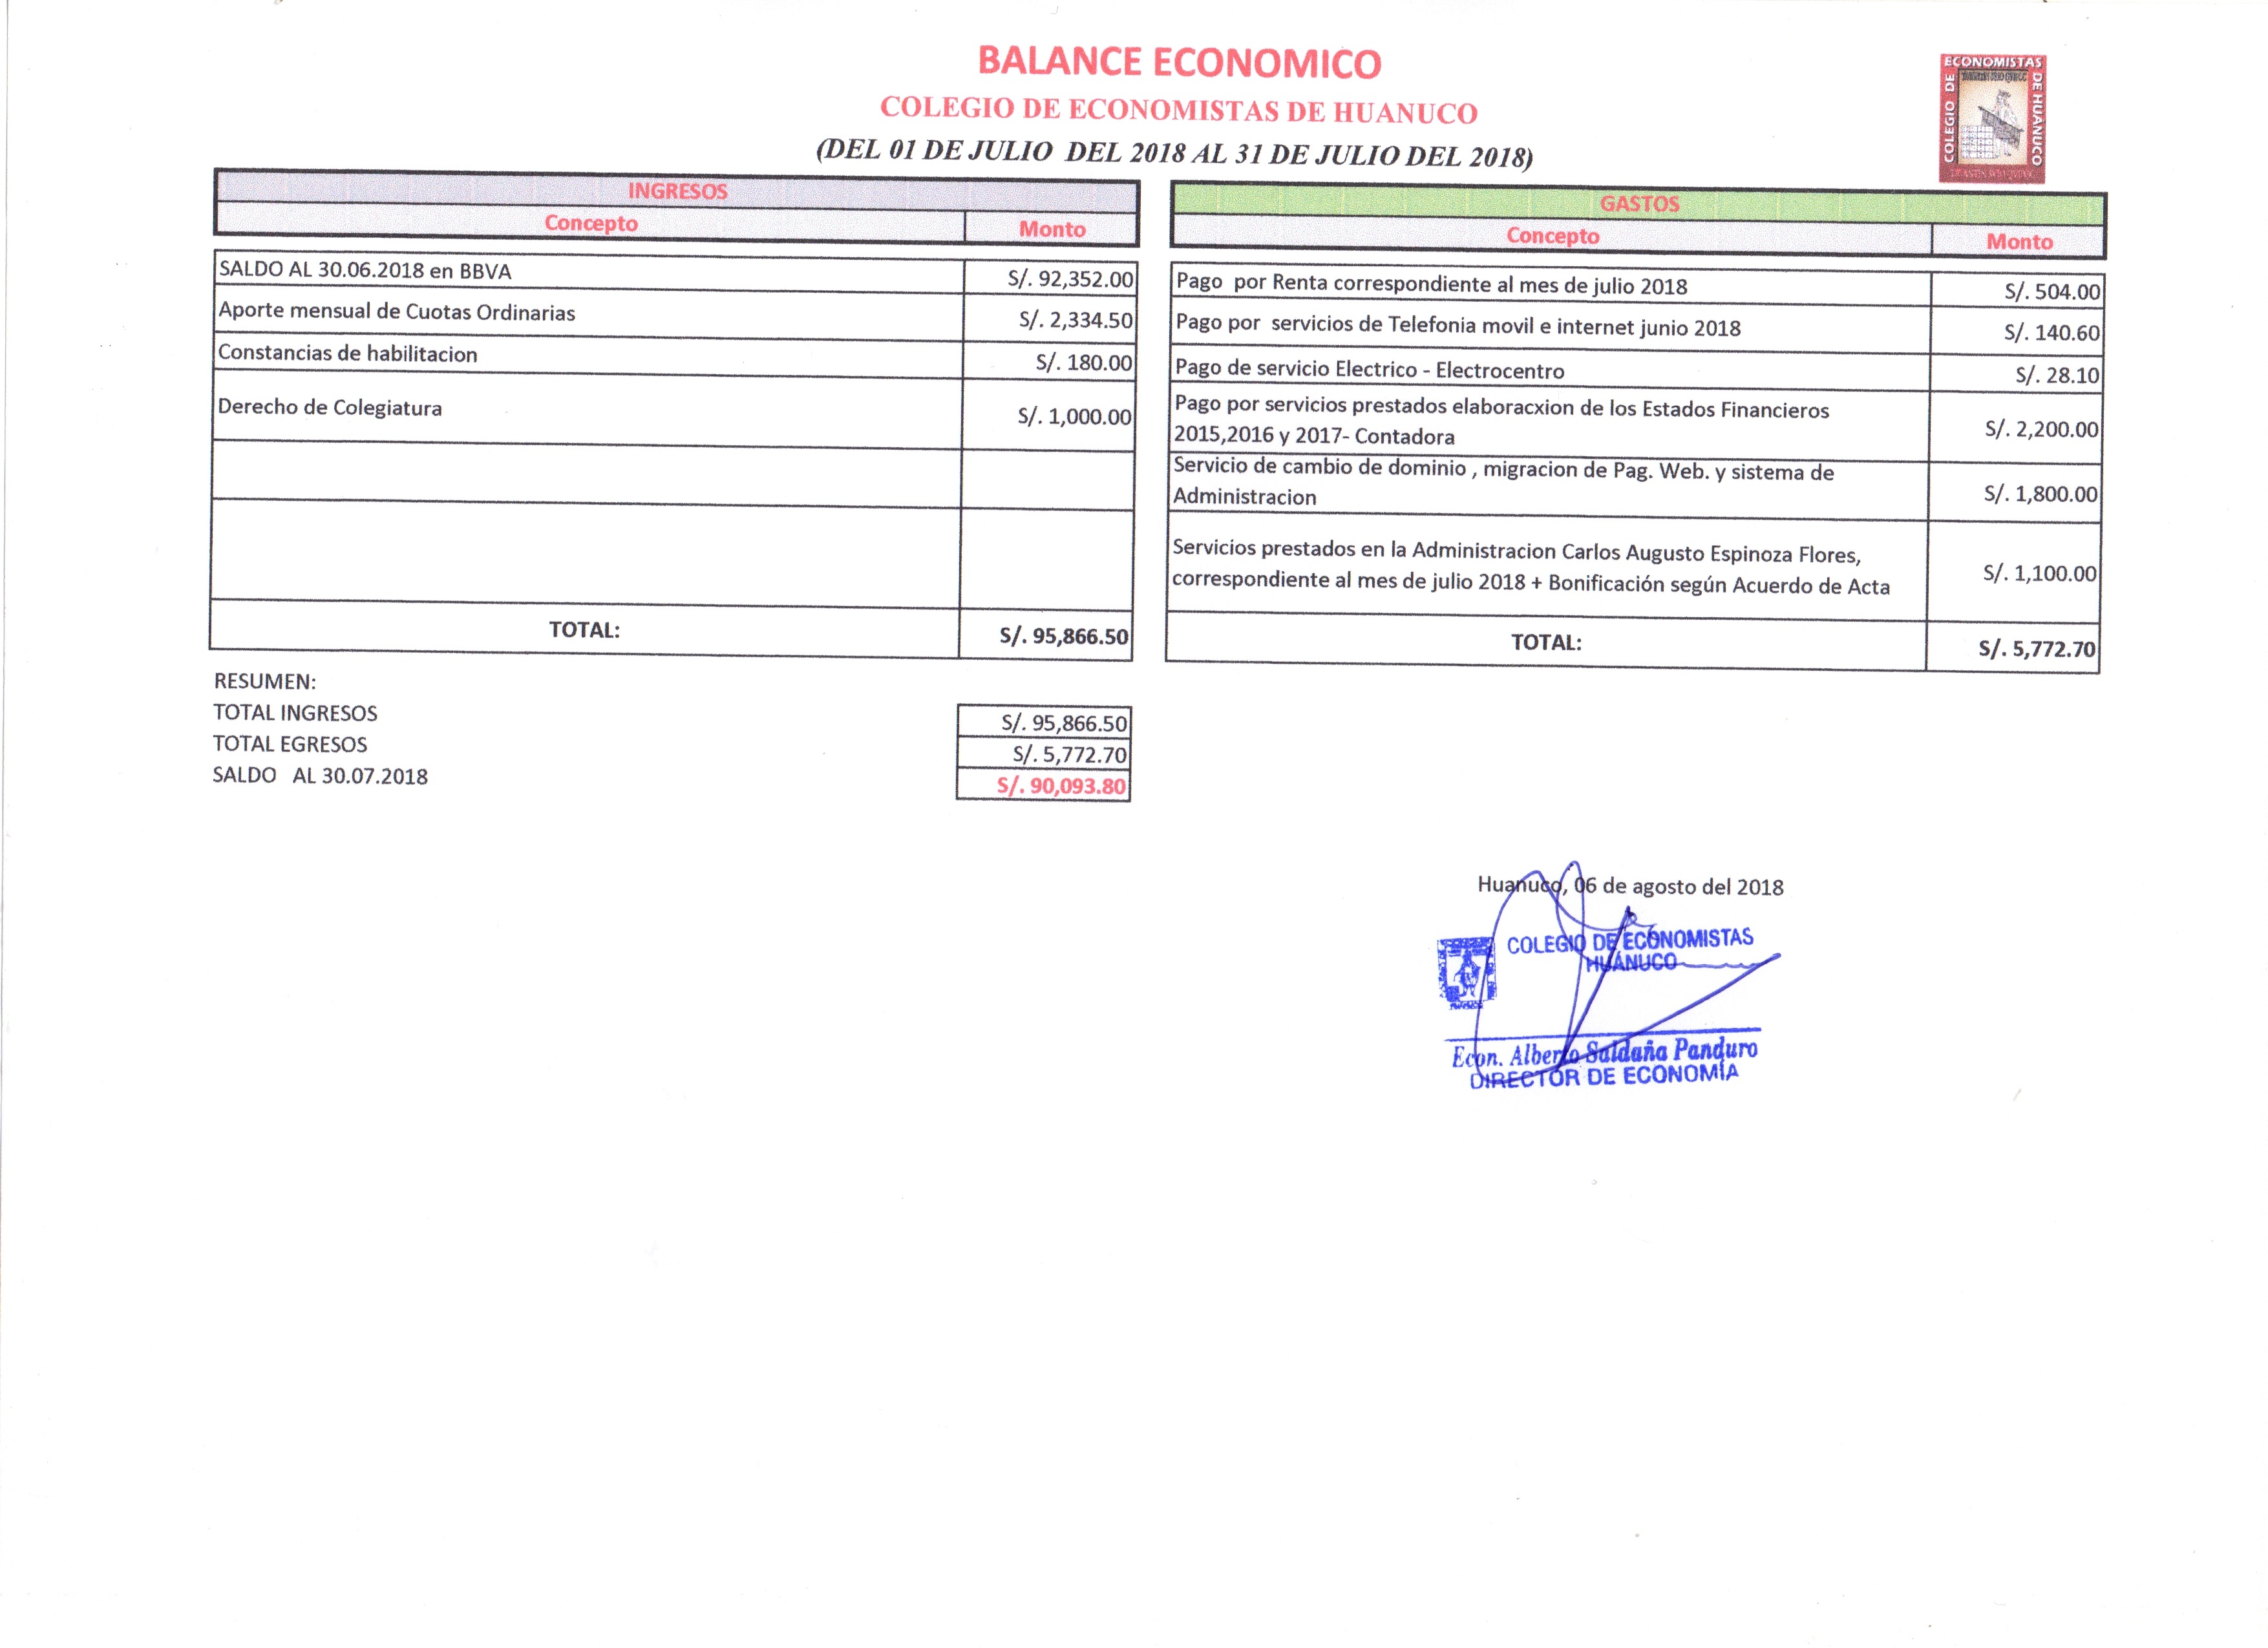 BALANCE ECONOMICO
COLEGIO DE ECONOMISTAS DE HUANUCO
(DEL 01 DE JULIO DEL 2018 AL 31 DE JULIO DEL 2018)
COLEGIO DE ECONOMISTAS DE HUANUCO
INGRESOS
Concepto Monto
SALDO AL 30.06.2018 en BBVA S/. 92,352.00
Aporte mensual de Cuotas Ordinarias S/. 2,334.50
Constancias de habilitacion S/. 180.00
Derecho de Colegiatura S/. 1,000.00
TOTAL: S/. 95,866.50
GASTOS
Concepto Monto
Pago por Renta correspondiente al mes de julio 2018 S/. 504.00
Pago por servicios de Telefonia movil e internet junio 2018 S/. 140.60
Pago de servicio Electrico - Electrocentro S/. 28.10
Pago por servicios prestados elaboracxion de los Estados Financieros
2015,2016 y 2017- Contadora S/. 2,200.00
Servicio de cambio de dominio , migracion de Pag. Web. y sistema de
Administracion S/. 1,800.00
Servicios prestados en la Administracion Carlos Augusto Espinoza Flores,
correspondiente al mes de julio 2018 + Bonificación según Acuerdo de Acta S/. 1,100.00
TOTAL: S/. 5,772.70
RESUMEN:
TOTAL INGRESOS S/. 95,866.50
TOTAL EGRESOS S/. 5,772.70
SALDO AL 30.07.2018 S/. 90,093.80
Huanuco, 06 de agosto del 2018
COLEGIO DE ECONOMISTAS
HUÁNUCO
Econ. Alberto Saldaña Panduro
DIRECTOR DE ECONOMÍA